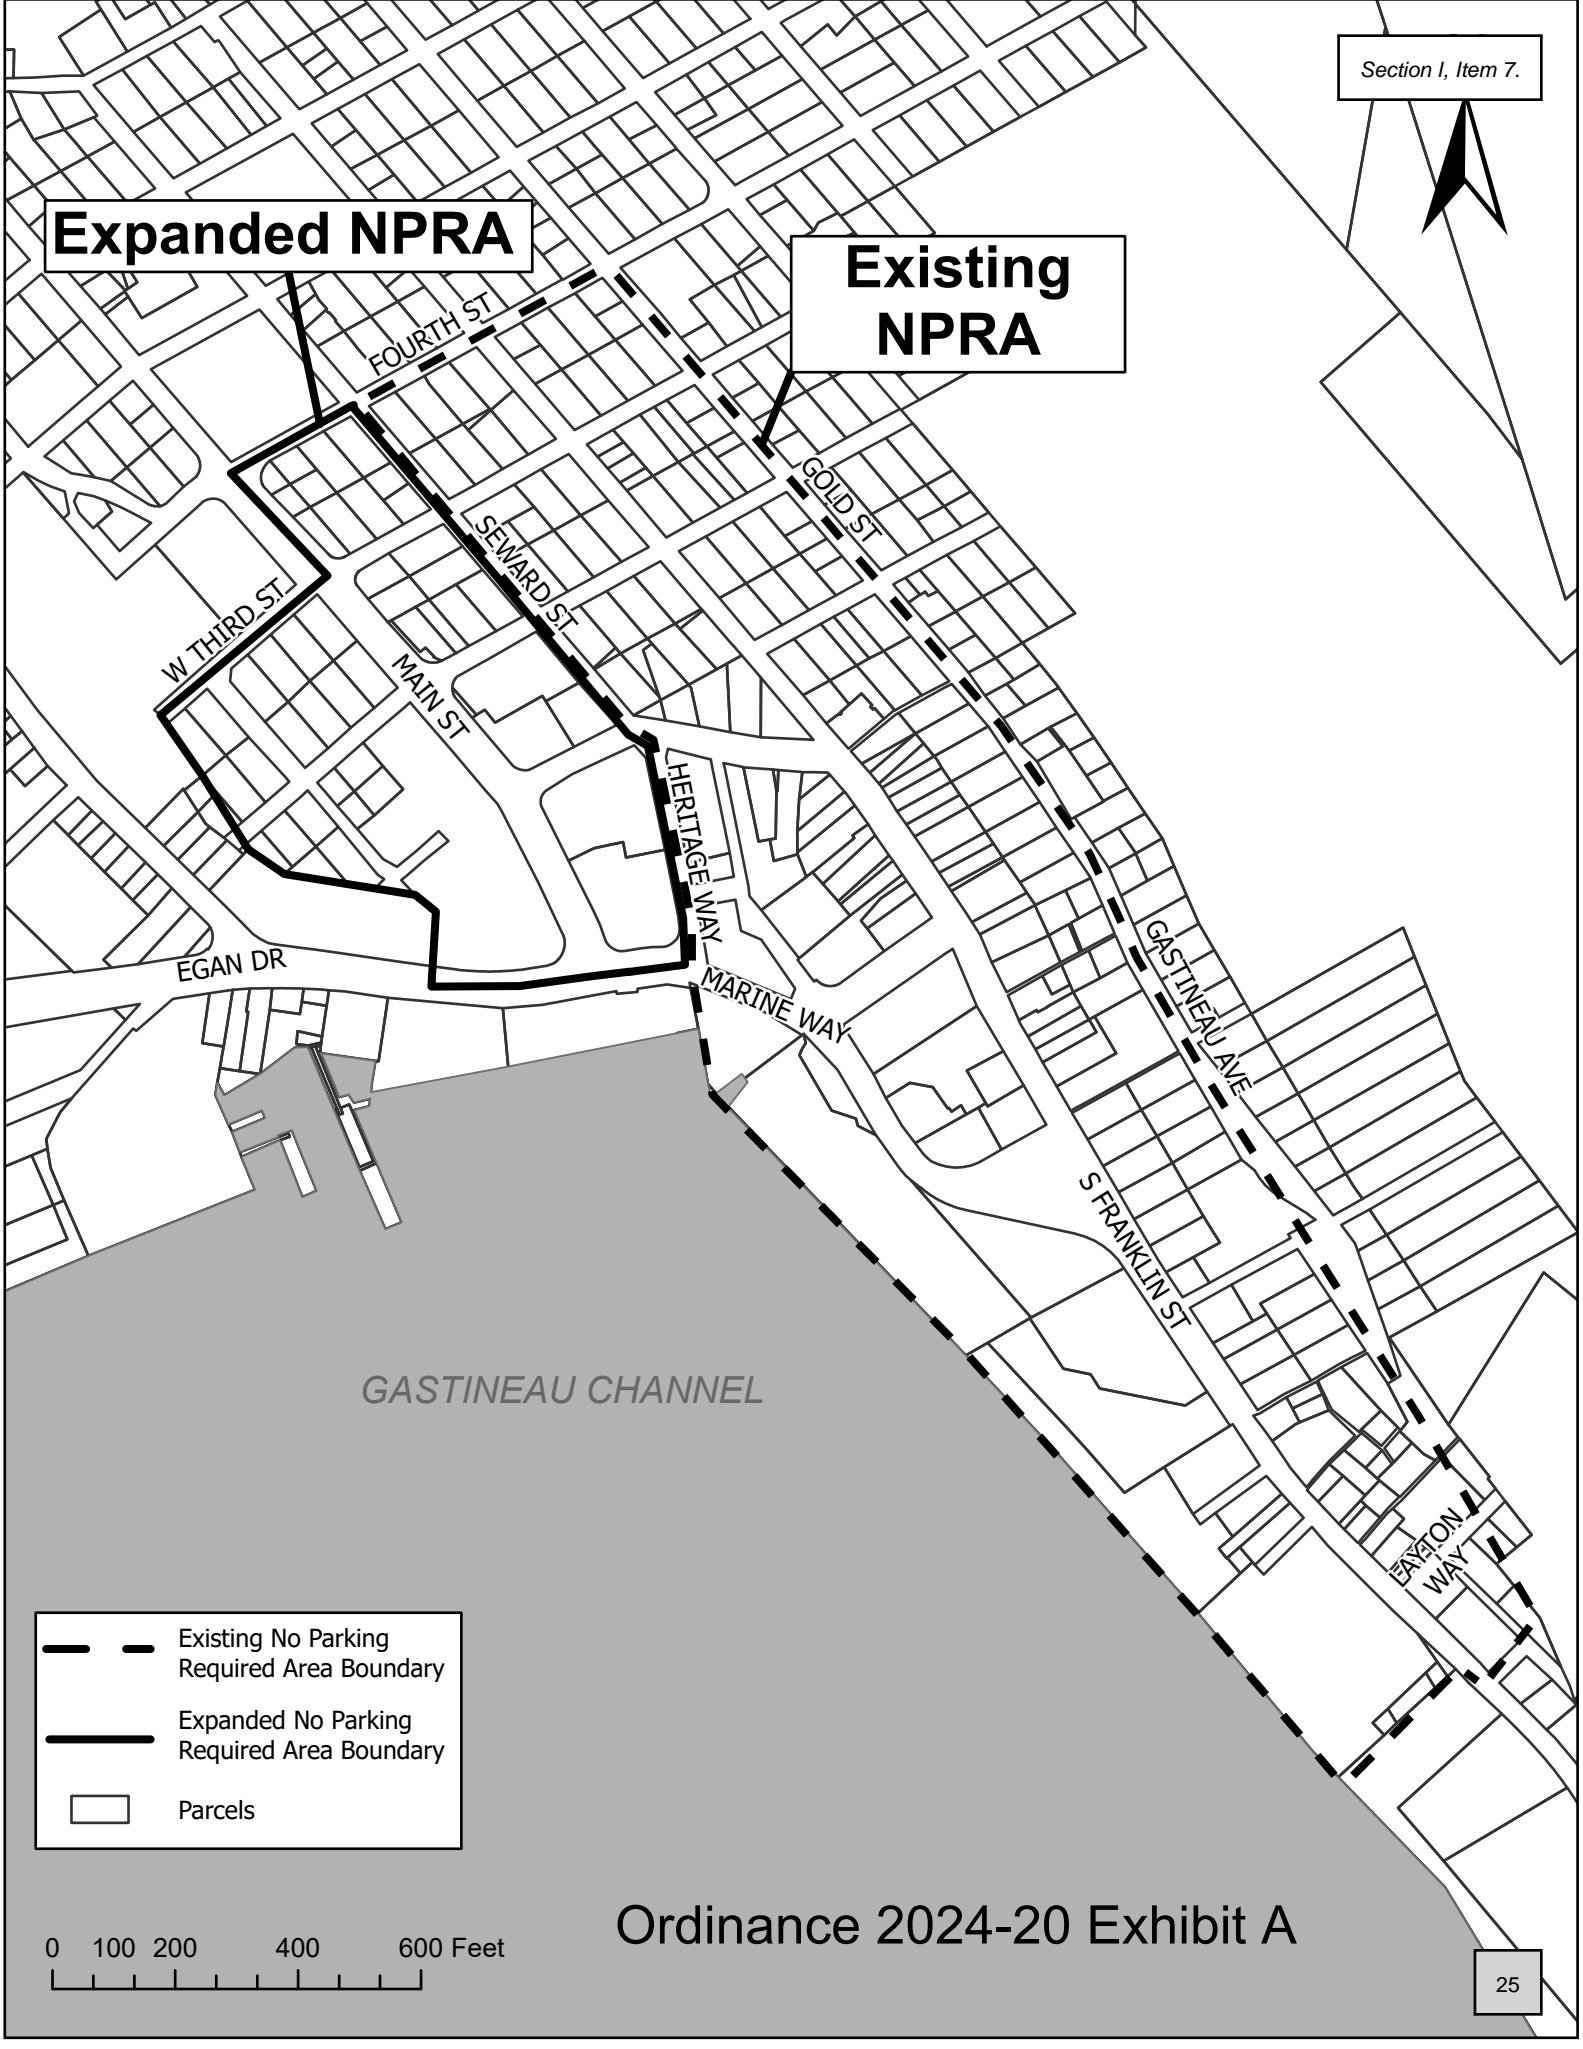 Section I, Item 7.
Expanded NPRA
Existing
NPRA
FOURTH ST
GOLD ST
SEWARD ST
W THIRD ST
MAIN ST
HERITAGE WAY
EGAN DR
MARINE WAY
GASTINEAU AVE
S FRANKLIN ST
GASTINEAU CHANNEL
LAYTON
WAY
Existing No Parking
Required Area Boundary
Expanded No Parking
Required Area Boundary
Parcels
Ordinance 2024-20 Exhibit A
0 100 200 400 600 Feet
25